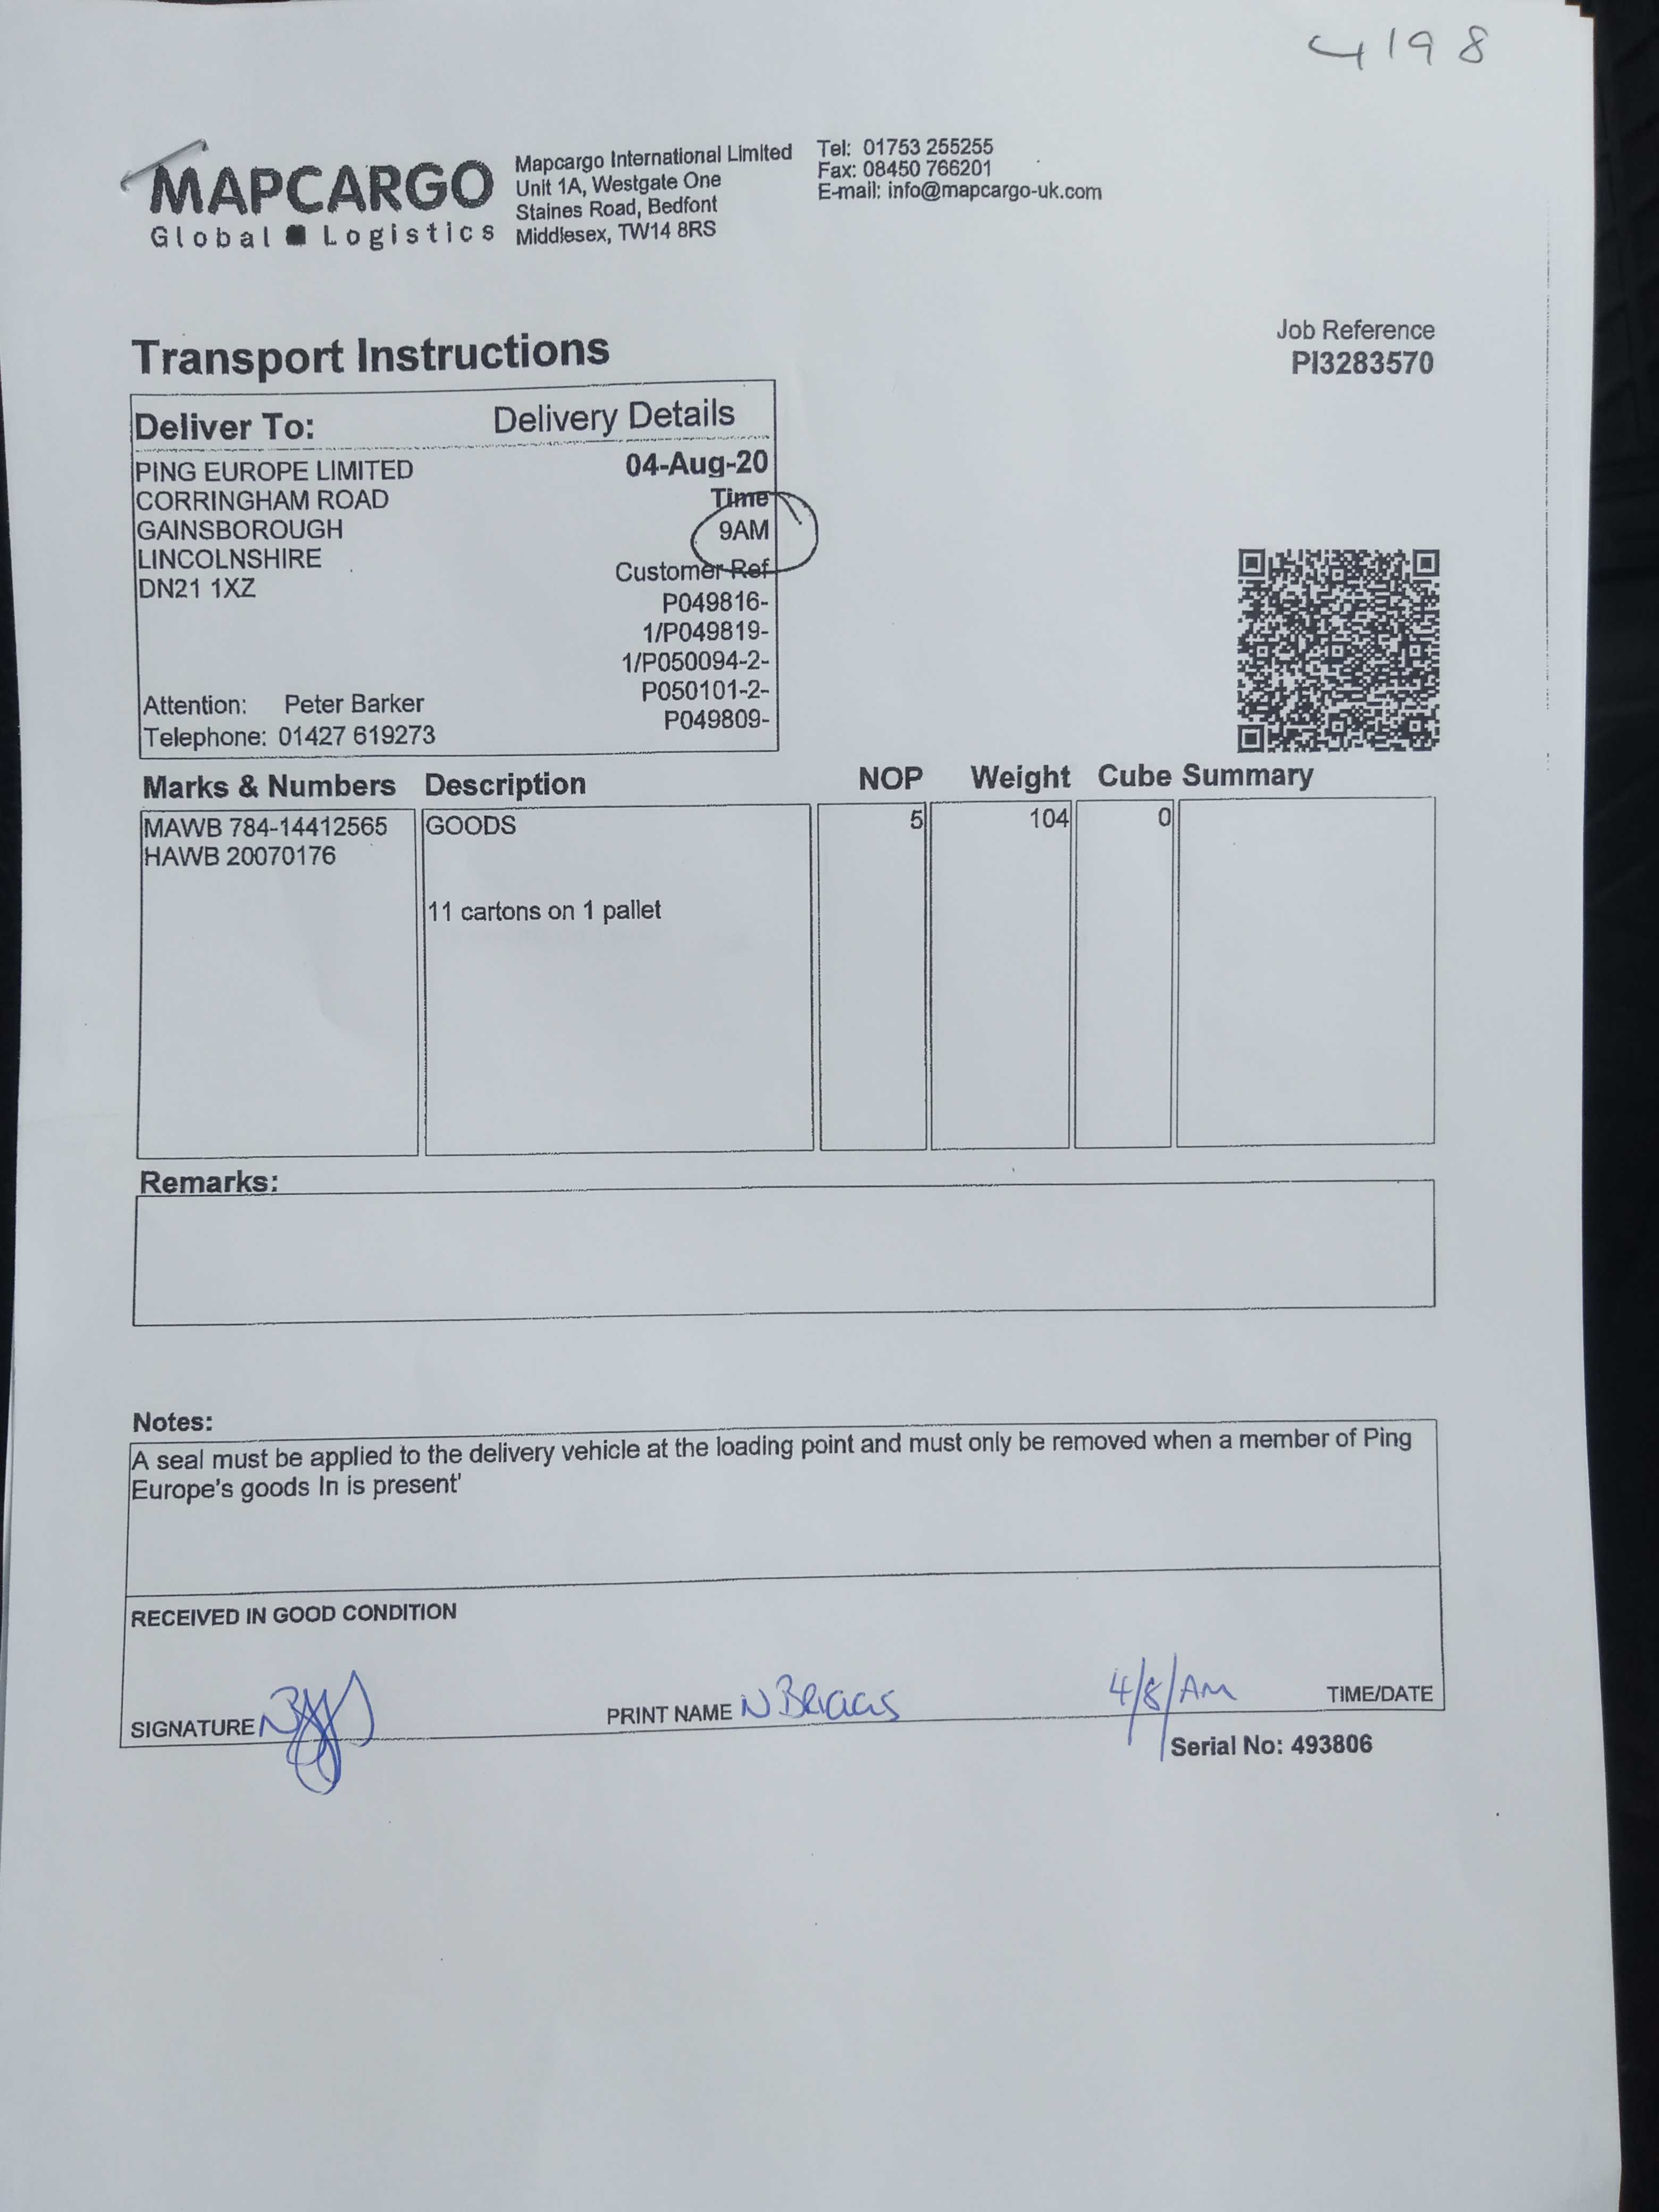 4198
MAPCARGO
Global Logistics
Mapcargo International Limited
Unit 1A, Westgate One
Staines Road, Bedfont
Middlesex, TW14 8RS
Tel: 01753 255255
Fax: 08450 766201
E-mail: info@mapcargo-uk.com
Job Reference
PI3283570
Transport Instructions
Deliver To: Delivery Details
PING EUROPE LIMITED 04-Aug-20
CORRINGHAM ROAD Time
GAINSBOROUGH 9AM
LINCOLNSHIRE Customer Ref
DN21 1XZ P049816-
1/P049819-
1/P050094-2-
P050101-2-
Attention: Peter Barker P049809-
Telephone: 01427 619273
Marks & Numbers Description NOP Weight Cube Summary
MAWB 784-14412565 GOODS 5 104 0
HAWB 20070176
11 cartons on 1 pallet
Remarks:
Notes:
A seal must be applied to the delivery vehicle at the loading point and must only be removed when a member of Ping
Europe's goods In is present'
RECEIVED IN GOOD CONDITION
SIGNATURE PRINT NAME N BRIGGS 4/8/AM TIME/DATE
Serial No: 493806